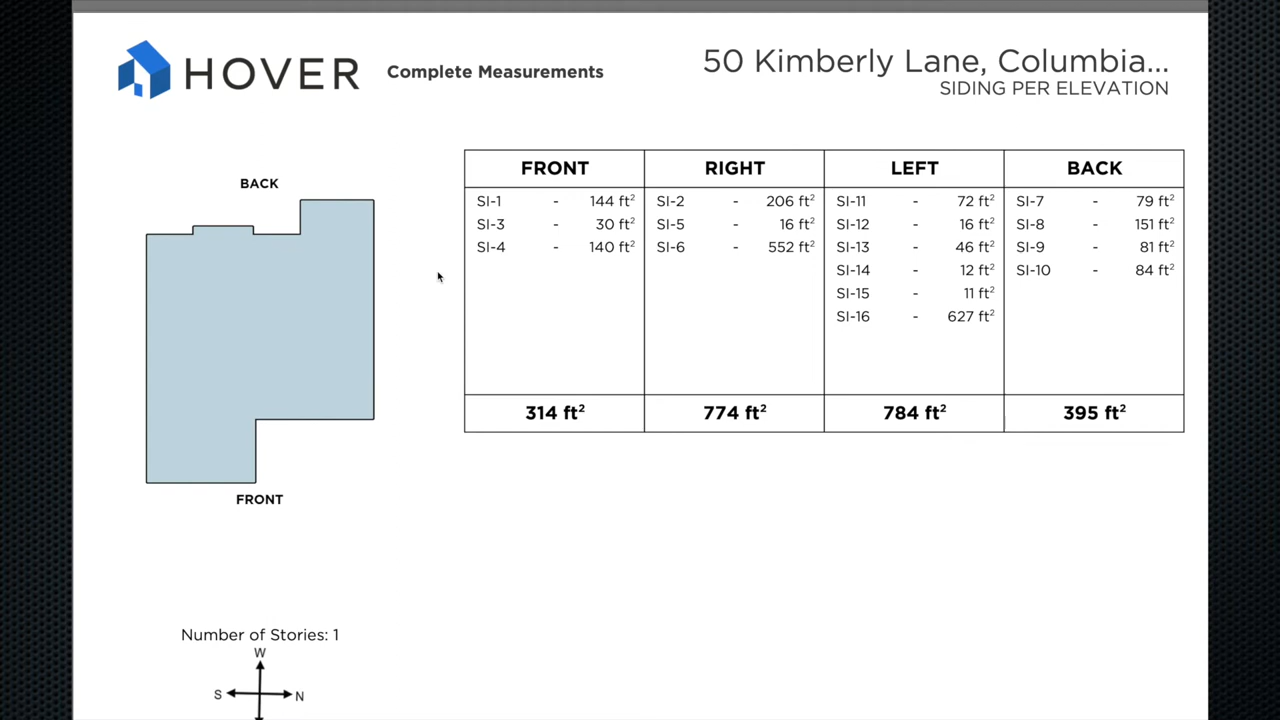 HOVER
Complete Measurements
50 Kimberly Lane, Columbia...
SIDING PER ELEVATION
BACK
FRONT
FRONT RIGHT LEFT BACK
SI-1 - 144 ft² SI-2 - 206 ft² SI-11 - 72 ft² SI-7 - 79 ft²
SI-3 - 30 ft² SI-5 - 16 ft² SI-12 - 16 ft² SI-8 - 151 ft²
SI-4 - 140 ft² SI-6 - 552 ft² SI-13 - 46 ft² SI-9 - 81 ft²
SI-14 - 12 ft² SI-10 - 84 ft²
SI-15 - 11 ft²
SI-16 - 627 ft²
314 ft² 774 ft² 784 ft² 395 ft²
Number of Stories: 1
W
S N